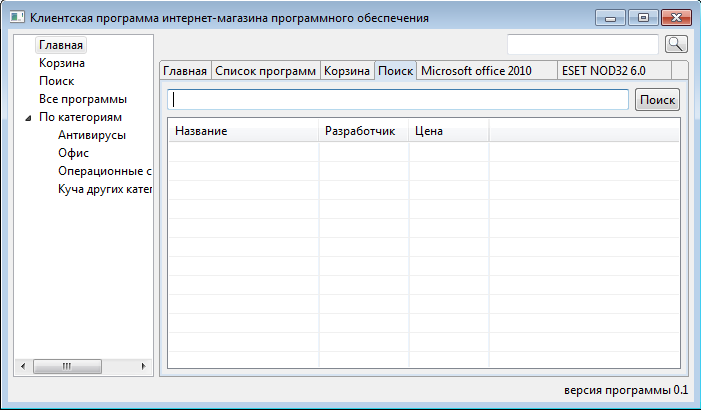 Клиентская программа интернет-магазина программного обеспечения
Главная
Корзина
Поиск
Все программы
По категориям
Антивирусы
Офис
Операционные с
Куча других катег
Главная Список программ Корзина Поиск Microsoft office 2010 ESET NOD32 6.0
Поиск
Название Разработчик Цена
версия программы 0.1